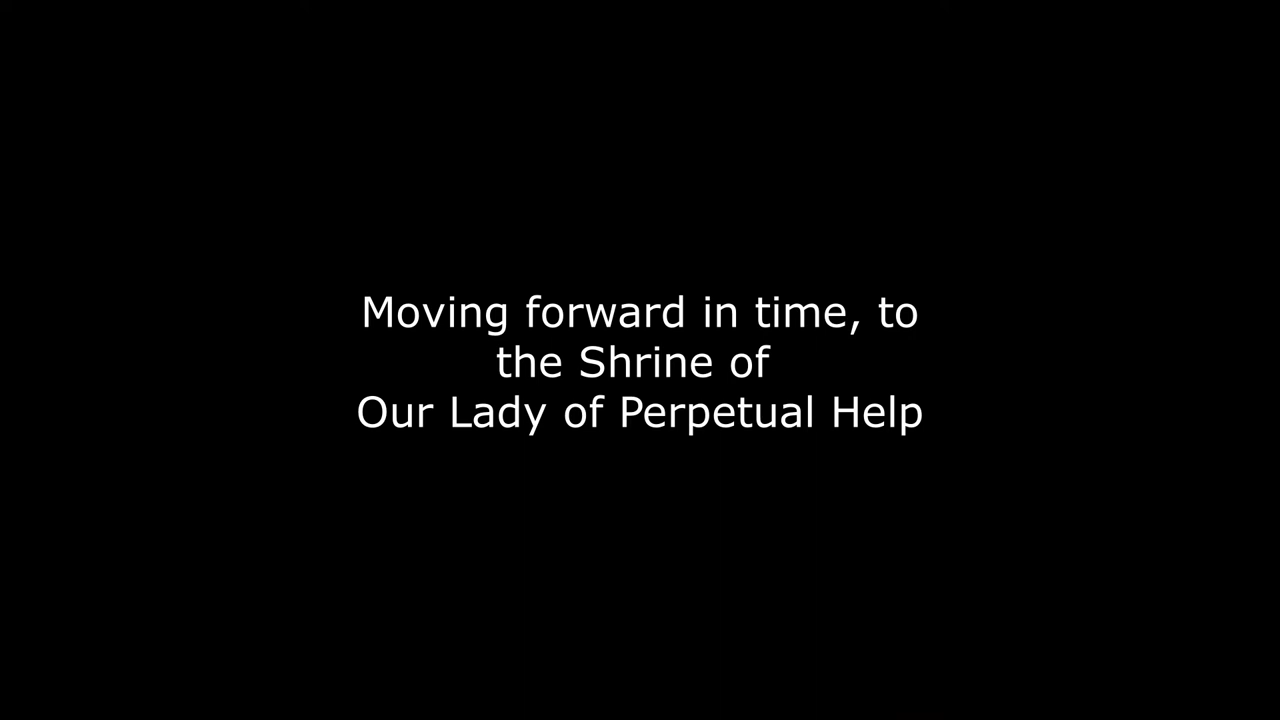 Moving forward in time, to
the Shrine of
Our Lady of Perpetual Help